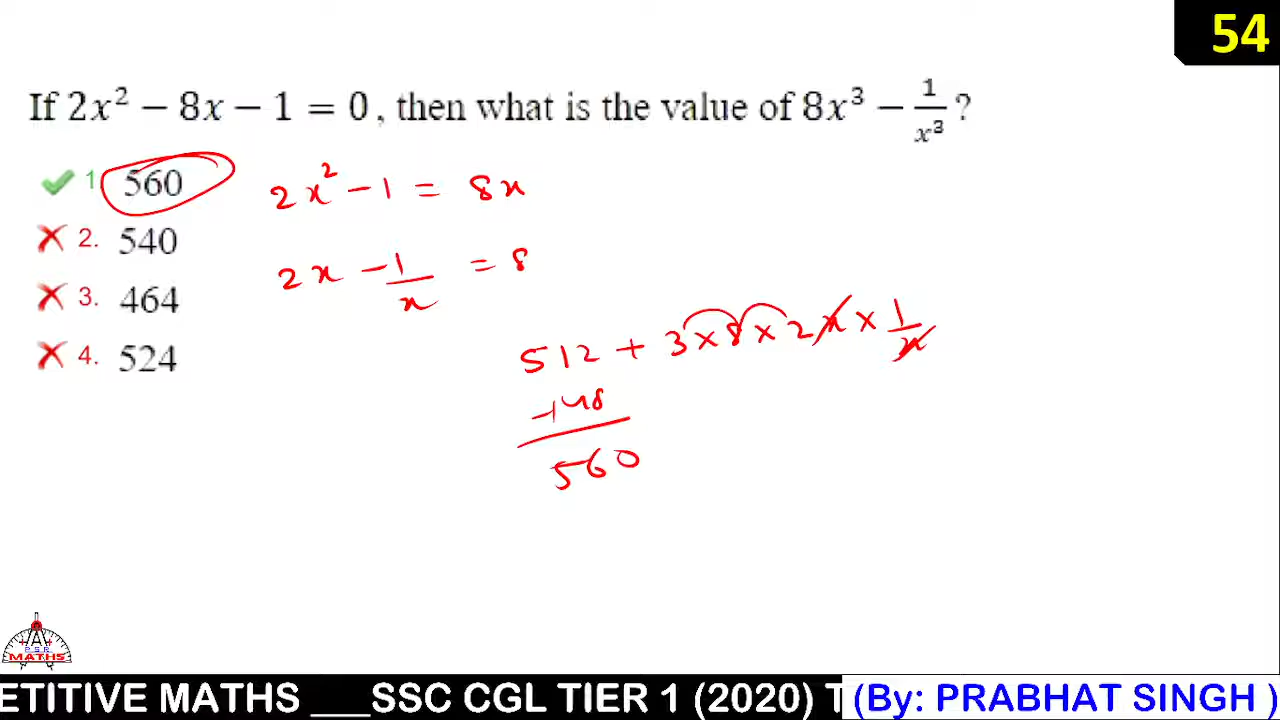 54
If 2x² − 8x − 1 = 0 , then what is the value of 8x³ − 1/x³ ?
1. 560
2. 540
3. 464
4. 524
2x² − 1 = 8x
2x − 1/x = 8
512 + 3 × 8 × 2x × 1/x
+48
560
P S R
MATHS
ETITIVE MATHS ___SSC CGL TIER 1 (2020) T (By: PRABHAT SINGH )